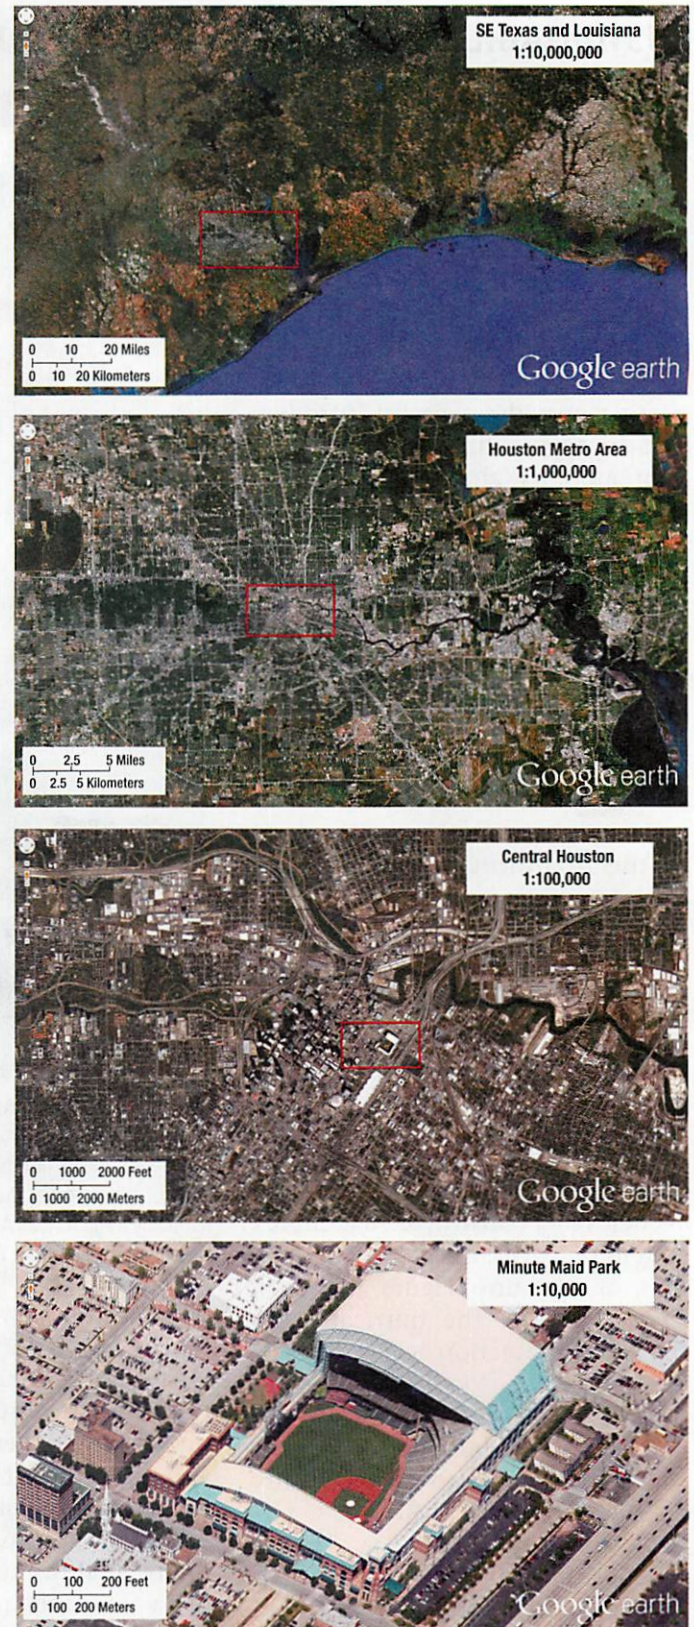 SE Texas and Louisiana
1:10,000,000
0 10 20 Miles
0 10 20 Kilometers
Google earth
Houston Metro Area
1:1,000,000
0 2.5 5 Miles
0 2.5 5 Kilometers
Google earth
Central Houston
1:100,000
0 1000 2000 Feet
0 1000 2000 Meters
Google earth
Minute Maid Park
1:10,000
0 100 200 Feet
0 100 200 Meters
Google earth